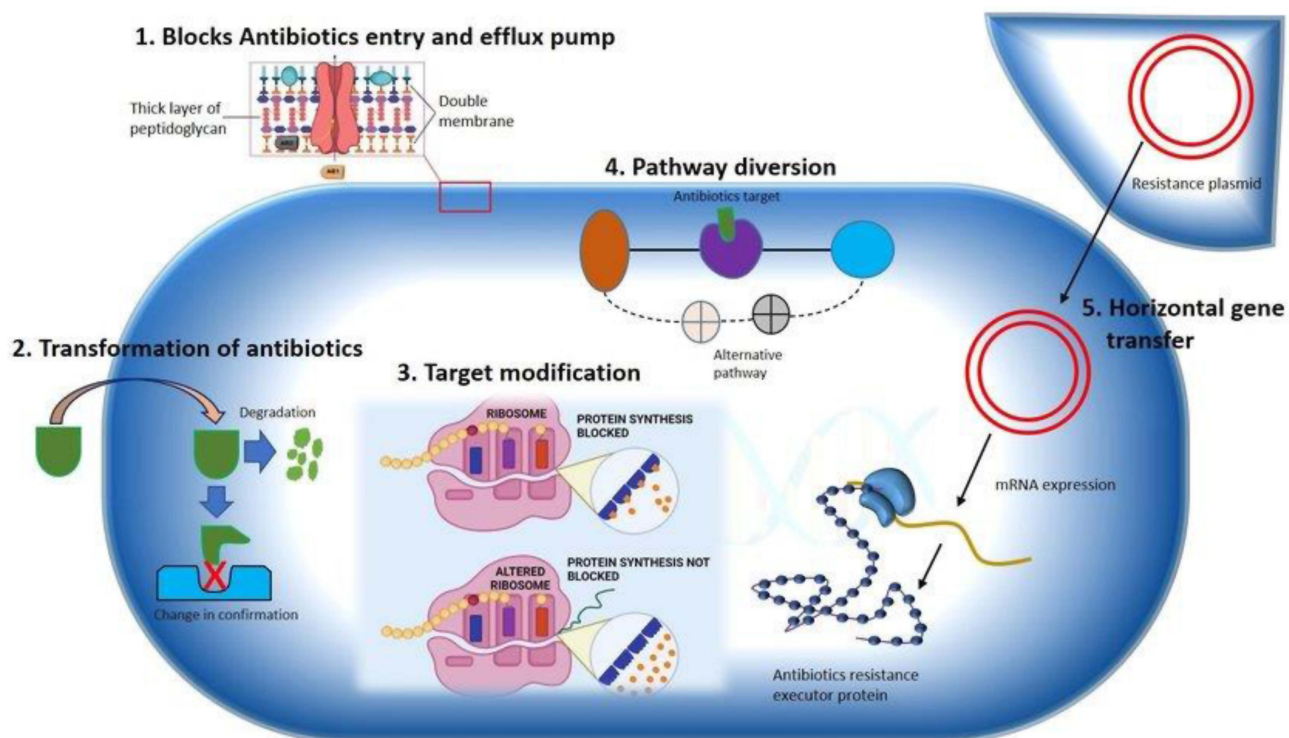 1. Blocks Antibiotics entry and efflux pump
Thick layer of
peptidoglycan
Double
membrane
AB1
4. Pathway diversion
Antibiotics target
Alternative
pathway
Resistance plasmid
5. Horizontal gene
transfer
2. Transformation of antibiotics
Degradation
Change in confirmation
3. Target modification
RIBOSOME
PROTEIN SYNTHESIS
BLOCKED
ALTERED
RIBOSOME
PROTEIN SYNTHESIS NOT
BLOCKED
mRNA expression
Antibiotics resistance
executor protein